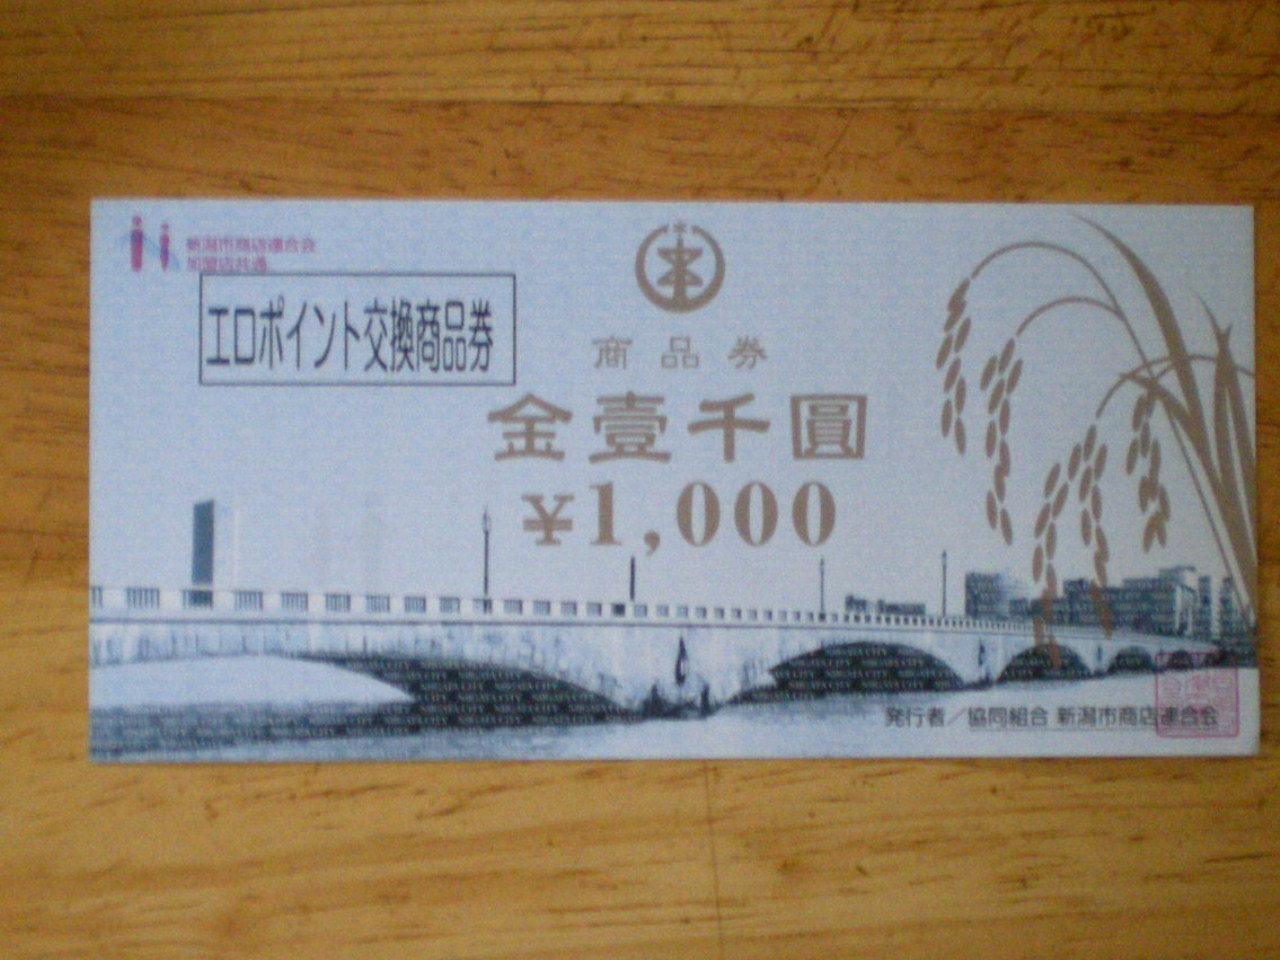 新潟市商店連合会
加盟店共通
エロポイント交換商品券
商品券
金壹千圓
¥1,000
NIIGATA CITY
発行者／協同組合 新潟市商店連合会